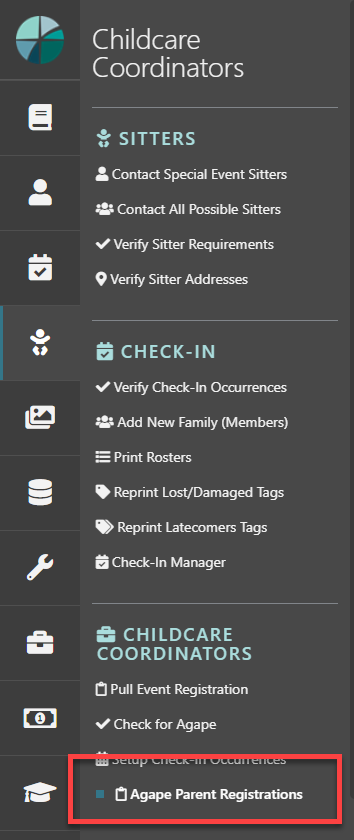 Childcare
Coordinators
SITTERS
Contact Special Event Sitters
Contact All Possible Sitters
Verify Sitter Requirements
Verify Sitter Addresses
CHECK-IN
Verify Check-In Occurrences
Add New Family (Members)
Print Rosters
Reprint Lost/Damaged Tags
Reprint Latecomers Tags
Check-In Manager
CHILDCARE
COORDINATORS
Pull Event Registration
Check for Agape
Setup Check-In Occurrences
Agape Parent Registrations